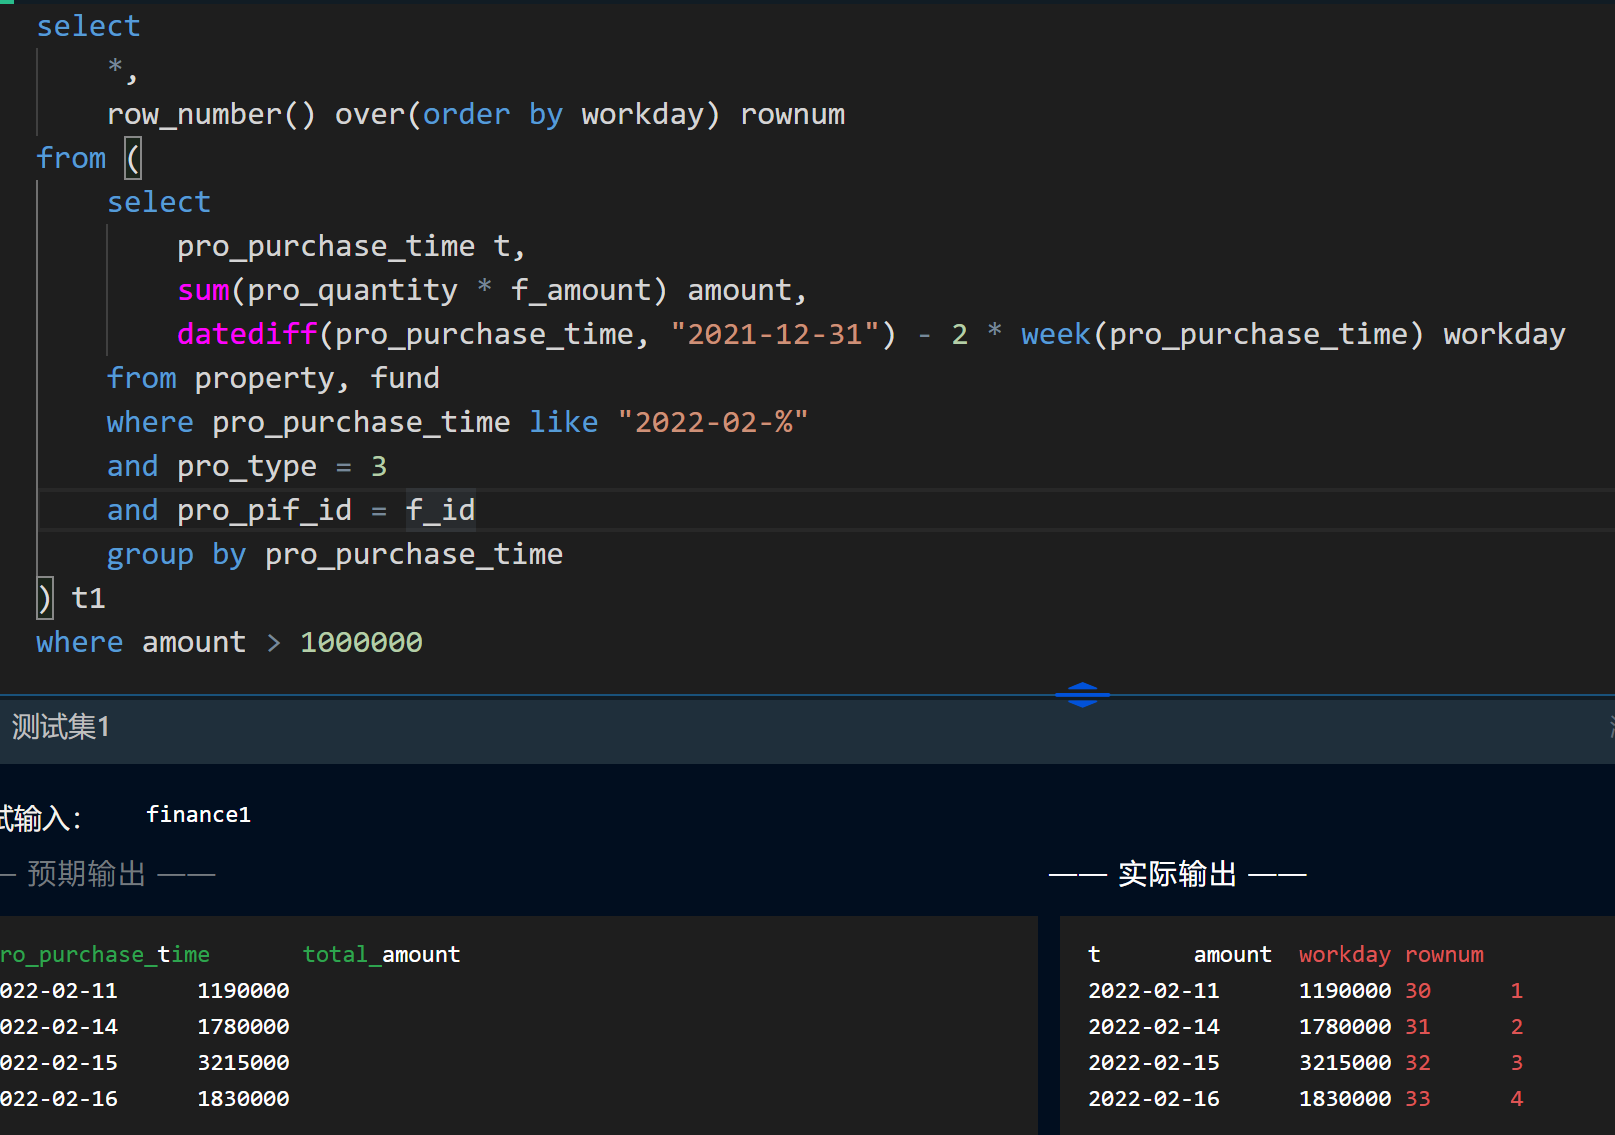 select
*,
row_number() over(order by workday) rownum
from (
select
pro_purchase_time t,
sum(pro_quantity * f_amount) amount,
datediff(pro_purchase_time, "2021-12-31") - 2 * week(pro_purchase_time) workday
from property, fund
where pro_purchase_time like "2022-02-%"
and pro_type = 3
and pro_pif_id = f_id
group by pro_purchase_time
) t1
where amount > 1000000
测试集1
试输入: finance1
—— 预期输出 ——
—— 实际输出 ——
ro_purchase_time total_amount
022-02-11 1190000
022-02-14 1780000
022-02-15 3215000
022-02-16 1830000
t amount workday rownum
2022-02-11 1190000 30 1
2022-02-14 1780000 31 2
2022-02-15 3215000 32 3
2022-02-16 1830000 33 4